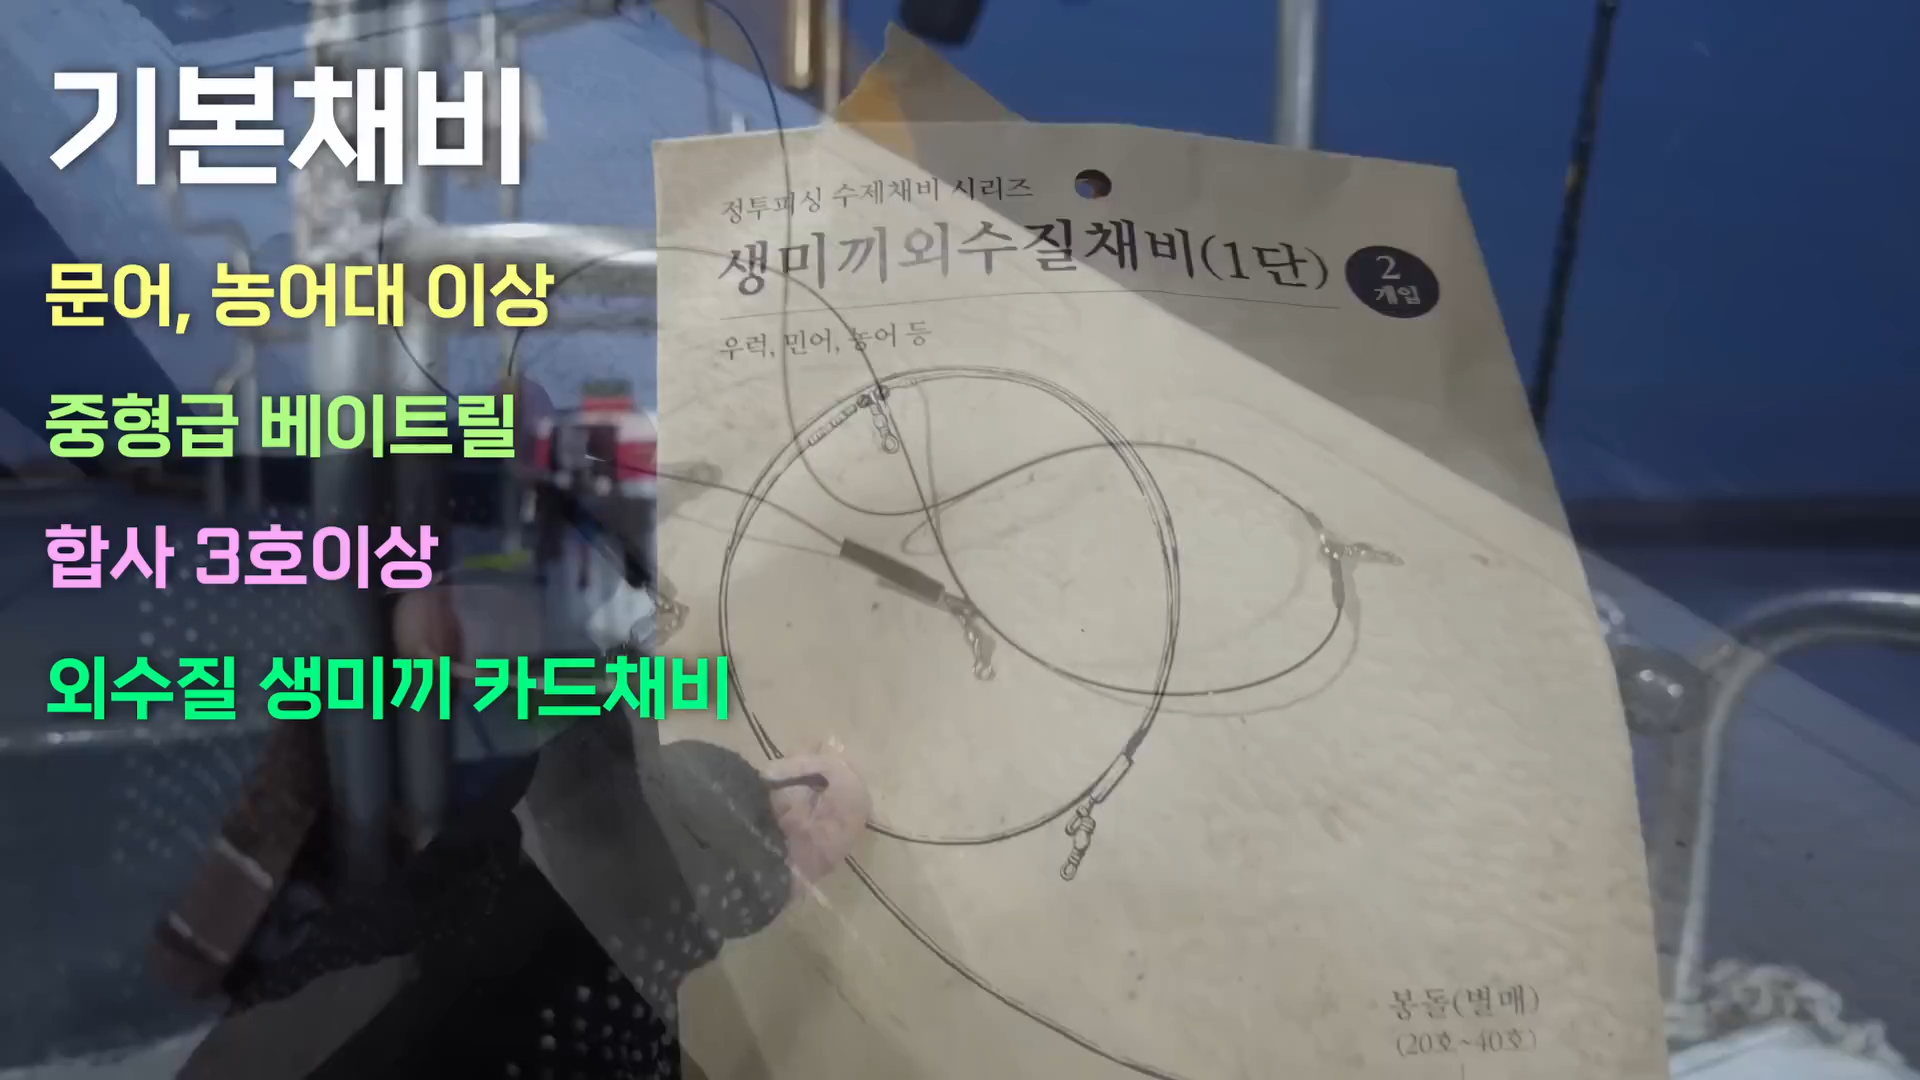 기본채비
문어, 농어대 이상
중형급 베이트릴
합사 3호이상
외수질 생미끼 카드채비
정투피싱 수제채비 시리즈
생미끼외수질채비(1단)
2
개입
우럭, 민어, 농어 등
봉돌(별매)
(20호~40호)